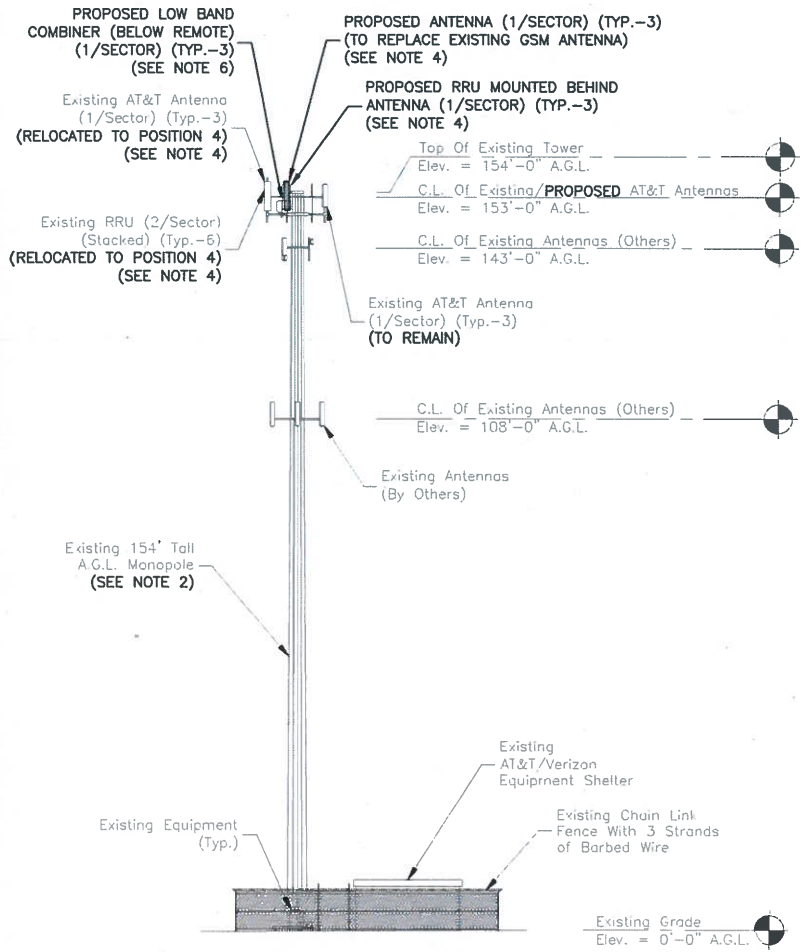 PROPOSED LOW BAND
COMBINER (BELOW REMOTE)
(1/SECTOR) (TYP.-3)
(SEE NOTE 6)
PROPOSED ANTENNA (1/SECTOR) (TYP.-3)
(TO REPLACE EXISTING GSM ANTENNA)
(SEE NOTE 4)
PROPOSED RRU MOUNTED BEHIND
ANTENNA (1/SECTOR) (TYP.-3)
(SEE NOTE 4)
Existing AT&T Antenna
(1/Sector) (Typ.-3)
(RELOCATED TO POSITION 4)
(SEE NOTE 4)
Top Of Existing Tower
Elev. = 154'-0" A.G.L.
C.L. Of Existing/PROPOSED AT&T Antennas
Elev. = 153'-0" A.G.L.
Existing RRU (2/Sector)
(Stacked) (Typ.-6)
(RELOCATED TO POSITION 4)
(SEE NOTE 4)
C.L. Of Existing Antennas (Others)
Elev. = 143'-0" A.G.L.
Existing AT&T Antenna
(1/Sector) (Typ.-3)
(TO REMAIN)
C.L. Of Existing Antennas (Others)
Elev. = 108'-0" A.G.L.
Existing Antennas
(By Others)
Existing 154' Tall
A.G.L. Monopole
(SEE NOTE 2)
Existing
AT&T/Verizon
Equipment Shelter
Existing Chain Link
Fence With 3 Strands
of Barbed Wire
Existing Equipment
(Typ.)
Existing Grade
Elev. = 0'-0" A.G.L.